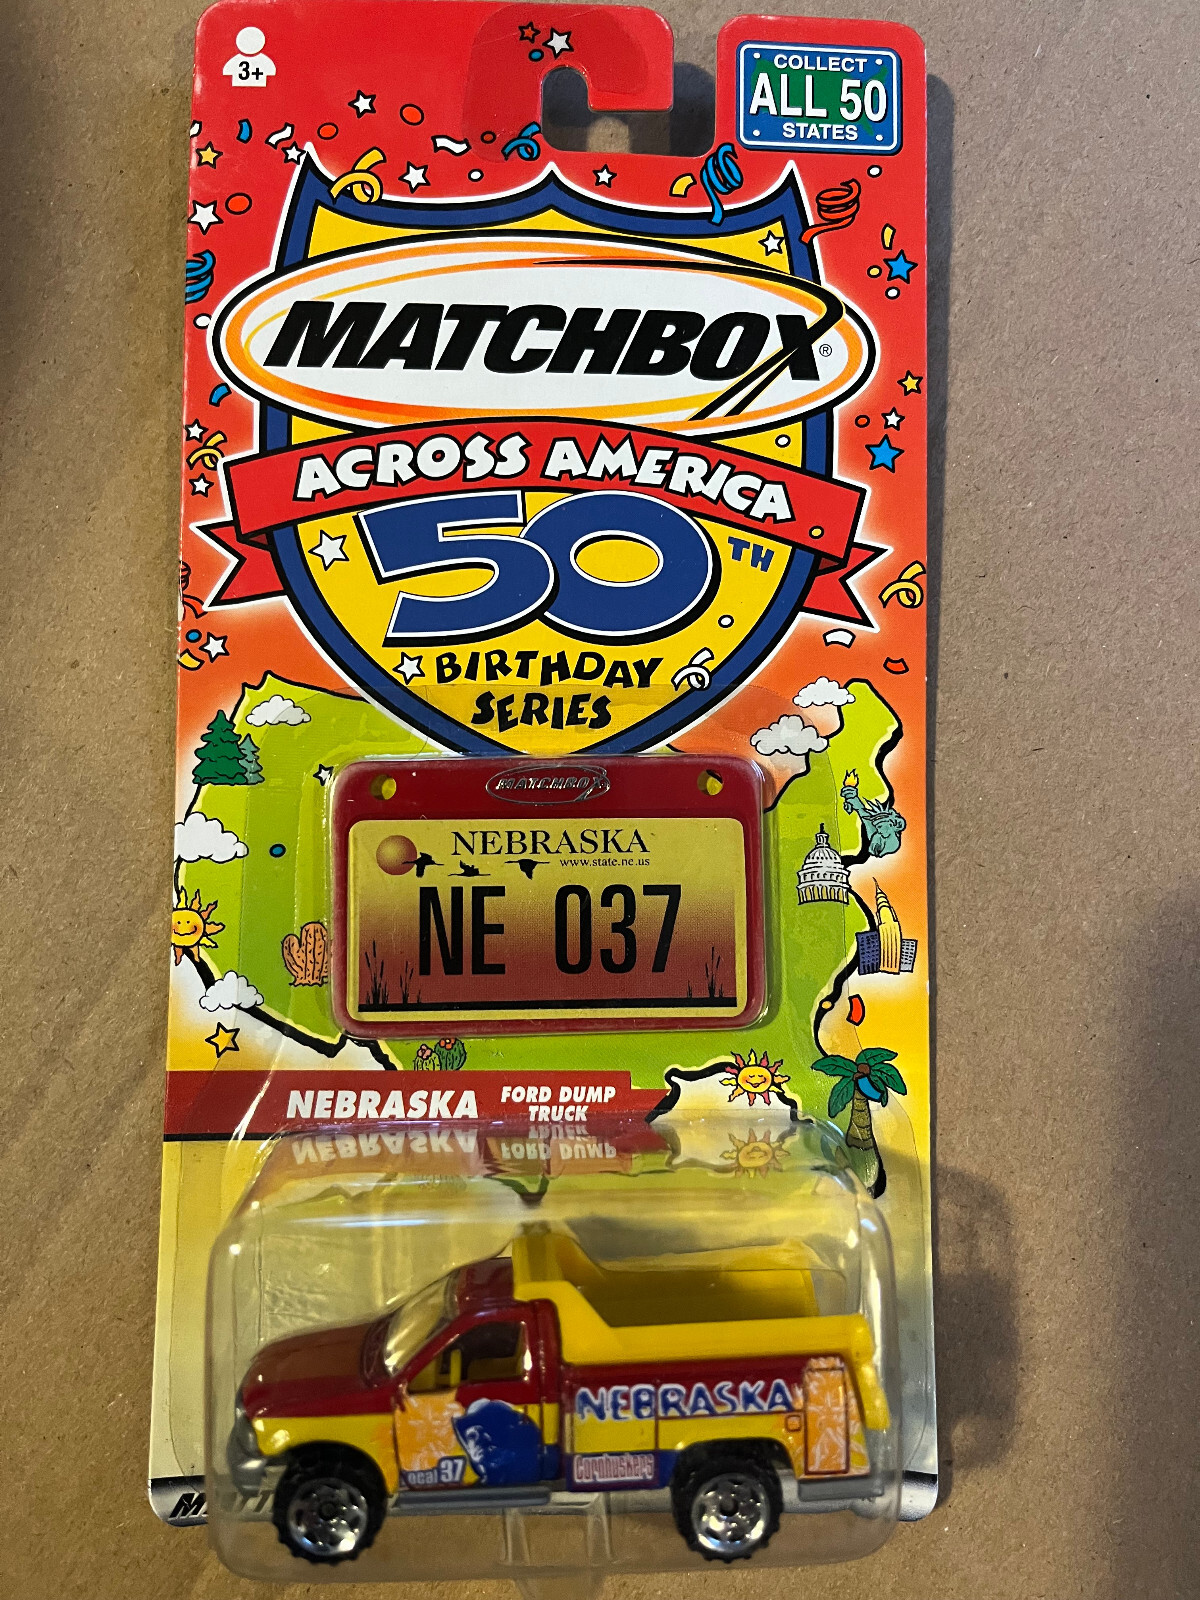 3+
COLLECT
ALL 50
STATES
MATCHBOX®
ACROSS AMERICA
50TH
BIRTHDAY
SERIES
MATCHBOX
NEBRASKA
www.state.ne.us
NE 037
NEBRASKA FORD DUMP
TRUCK
NEBRASKA
Local 37
Cornhuskers